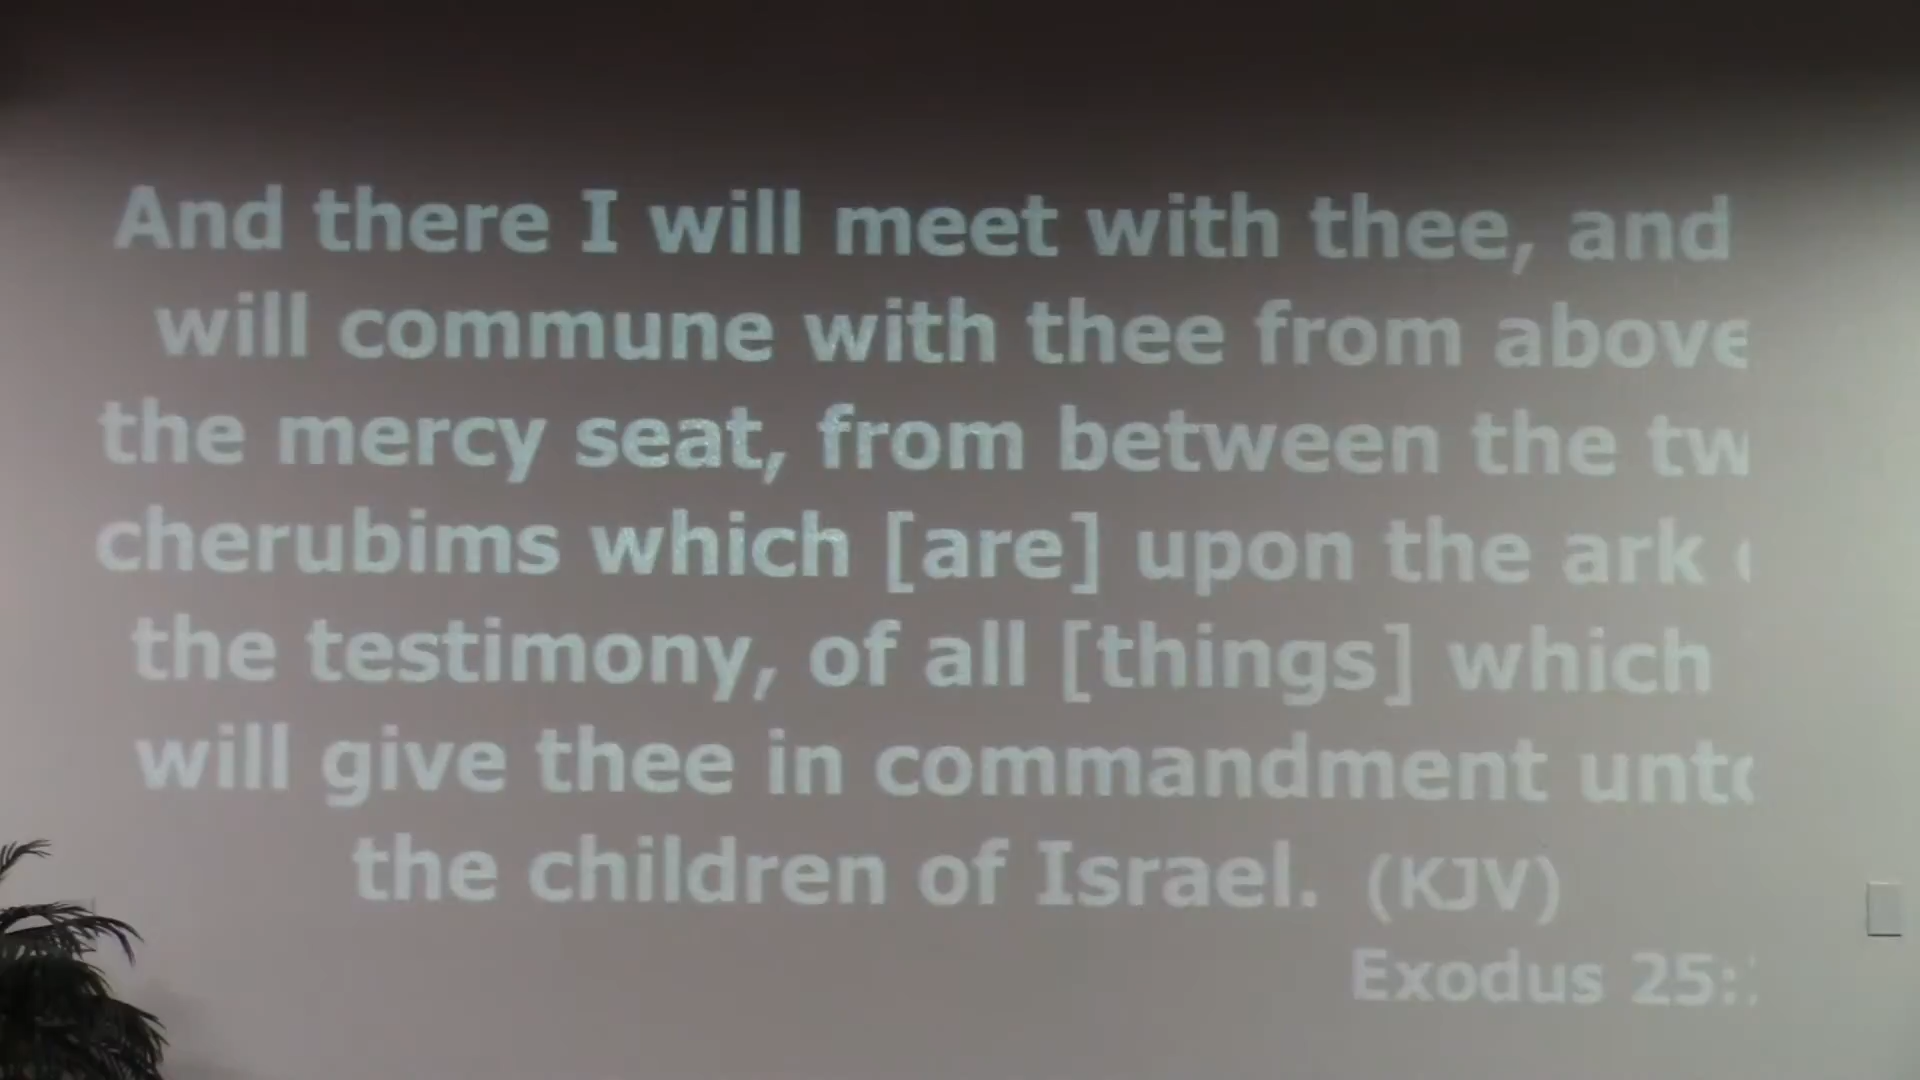 And there I will meet with thee, and
will commune with thee from above
the mercy seat, from between the tw
cherubims which [are] upon the ark
the testimony, of all [things] which
will give thee in commandment unto
the children of Israel. (KJV)
Exodus 25: